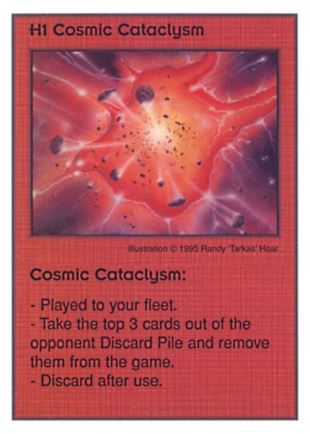 H1 Cosmic Cataclysm
Illustration © 1995 Randy 'Tarkas' Hoar
Cosmic Cataclysm:
- Played to your fleet.
- Take the top 3 cards out of the
opponent Discard Pile and remove
them from the game.
- Discard after use.